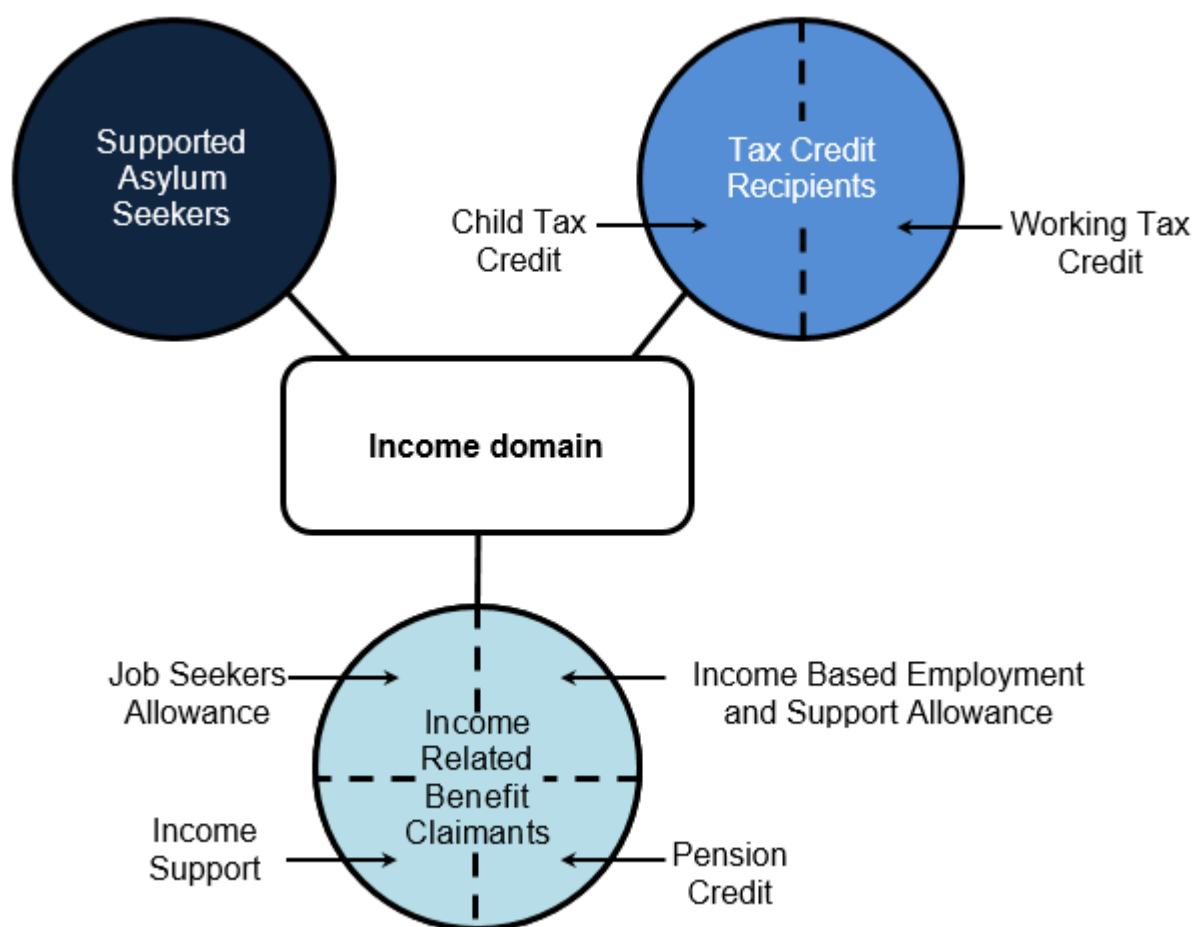 Supported
Asylum
Seekers
Tax Credit
Recipients
Child Tax
Credit
Working Tax
Credit
Income domain
Job Seekers
Allowance
Income Based Employment
and Support Allowance
Income
Related
Benefit
Claimants
Income
Support
Pension
Credit